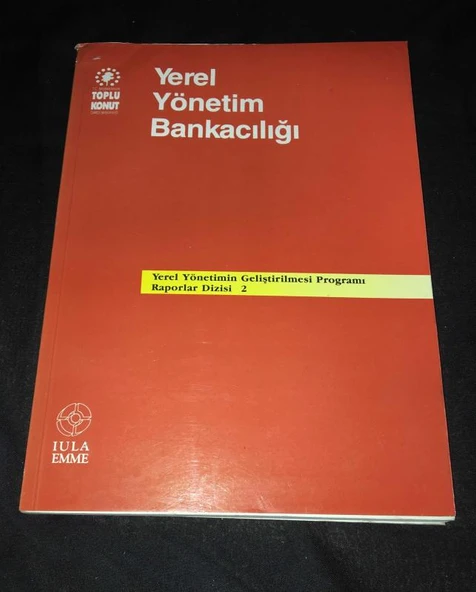 TOPLU
KONUT
Yerel
Yönetim
Bankacılığı
Yerel Yönetimin Geliştirilmesi Programı
Raporlar Dizisi 2
IULA
EMME